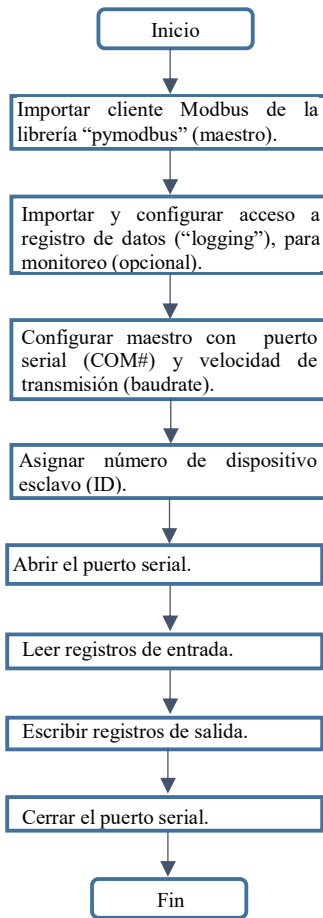 Inicio
Importar cliente Modbus de la
librería “pymodbus” (maestro).
Importar y configurar acceso a
registro de datos (“logging”), para
monitoreo (opcional).
Configurar maestro con puerto
serial (COM#) y velocidad de
transmisión (baudrate).
Asignar número de dispositivo
esclavo (ID).
Abrir el puerto serial.
Leer registros de entrada.
Escribir registros de salida.
Cerrar el puerto serial.
Fin